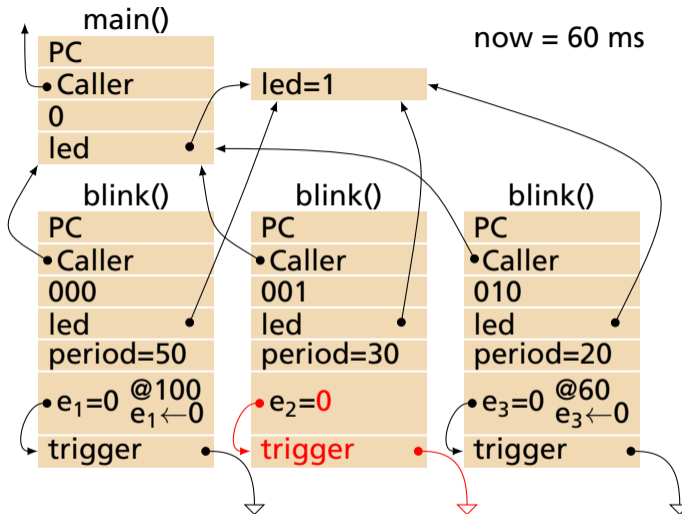 main()
now = 60 ms
PC
Caller
0
led
led=1
blink()
PC
Caller
000
led
period=50
e₁=0 @100
e₁←0
trigger
blink()
PC
Caller
001
led
period=30
e₂=0
trigger
blink()
PC
Caller
010
led
period=20
e₃=0 @60
e₃←0
trigger